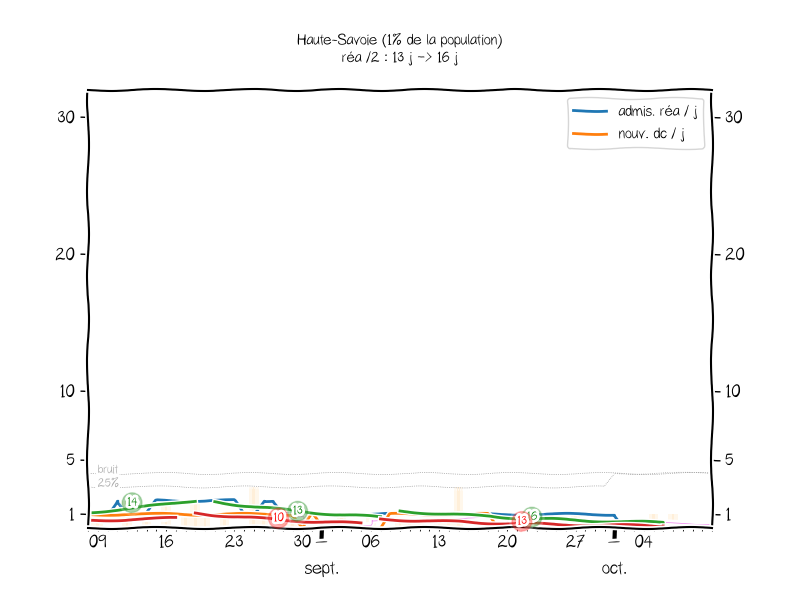 Haute-Savoie (1% de la population)
réa /2 : 13 j -> 16 j
admis. réa / j
nouv. dc / j
30
30
20
20
10
10
bruit
5
5
25%
14
13
10
13
1
1
09 16 23 30 06 13 20 27 04
sept. oct.